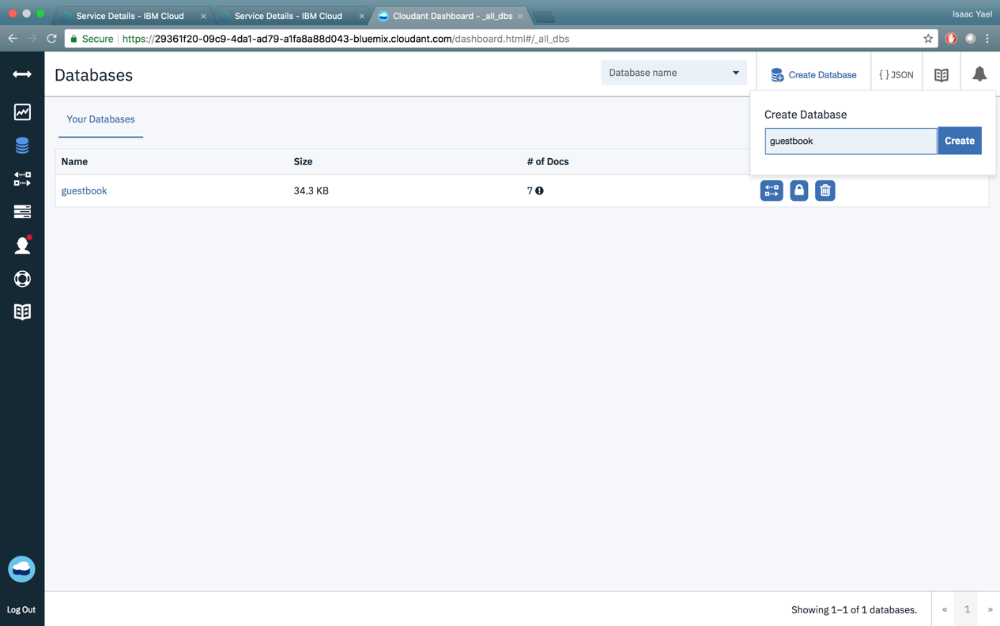 Service Details - IBM Cloud
Service Details - IBM Cloud
Cloudant Dashboard - _all_dbs
Isaac Yael
Secure
https://29361f20-09c9-4da1-ad79-a1fa8a88d043-bluemix.cloudant.com/dashboard.html#/_all_dbs
Databases
Database name
Create Database
{ } JSON
Your Databases
Create Database
guestbook
Create
Name Size # of Docs
guestbook 34.3 KB 7
Log Out
Showing 1–1 of 1 databases.
« 1 »